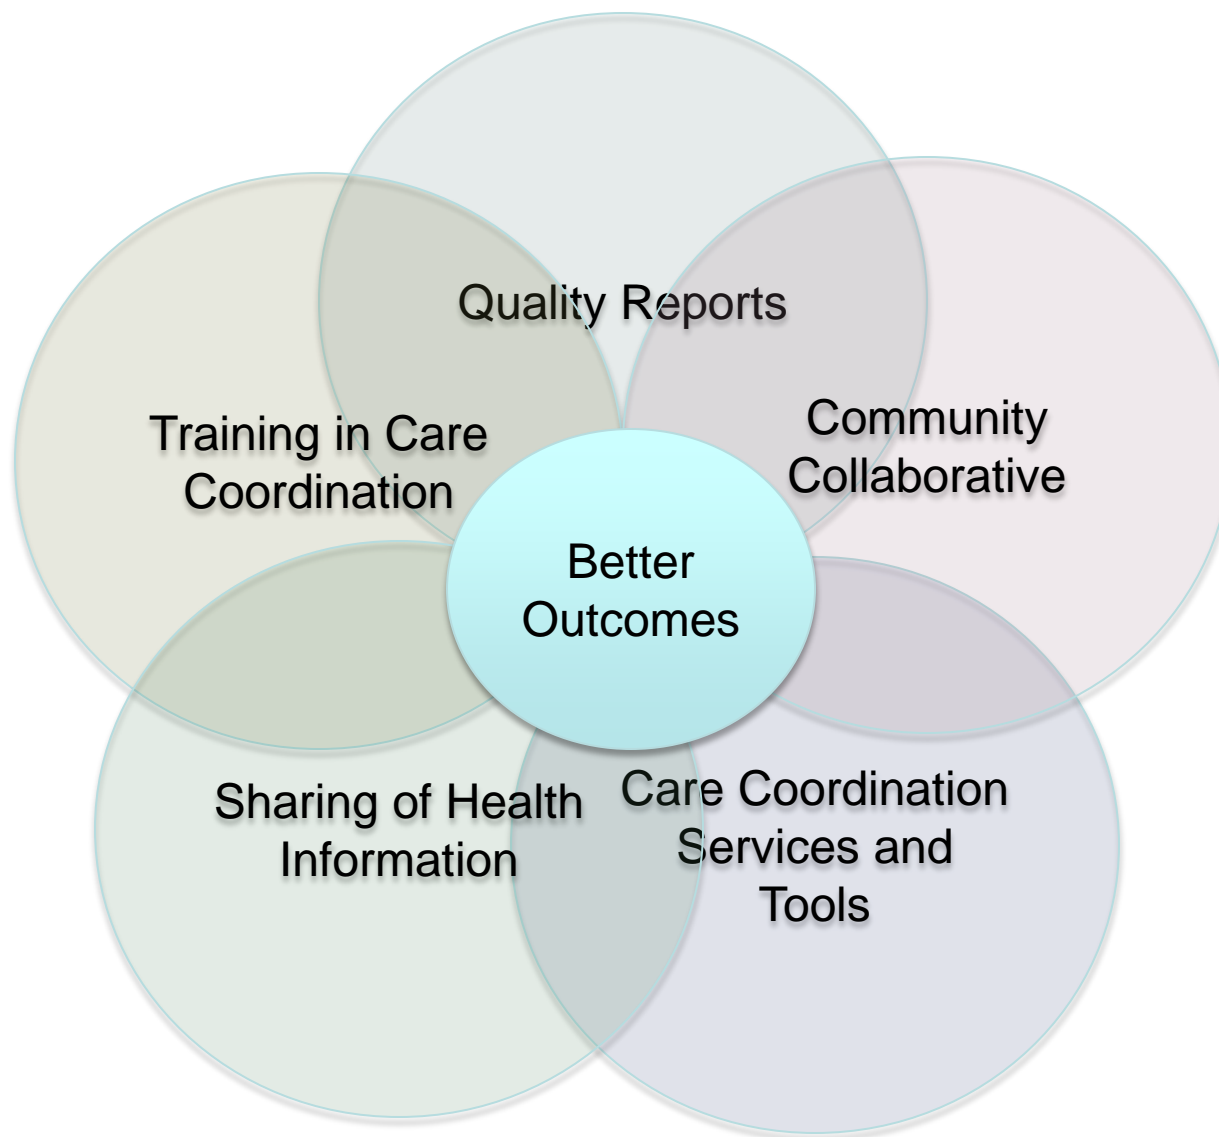 Quality Reports
Training in Care
Coordination
Community
Collaborative
Better
Outcomes
Sharing of Health
Information
Care Coordination
Services and
Tools